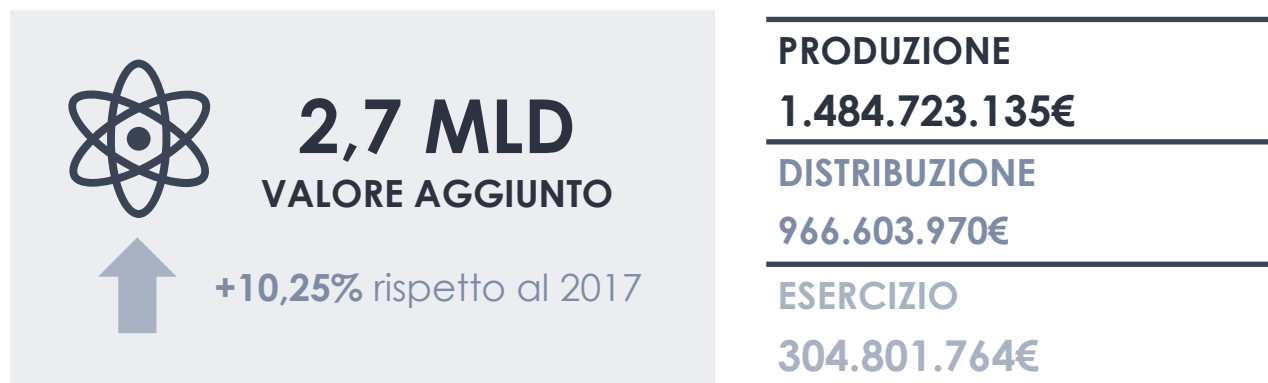 2,7 MLD
VALORE AGGIUNTO
+10,25% rispetto al 2017
PRODUZIONE
1.484.723.135€
DISTRIBUZIONE
966.603.970€
ESERCIZIO
304.801.764€